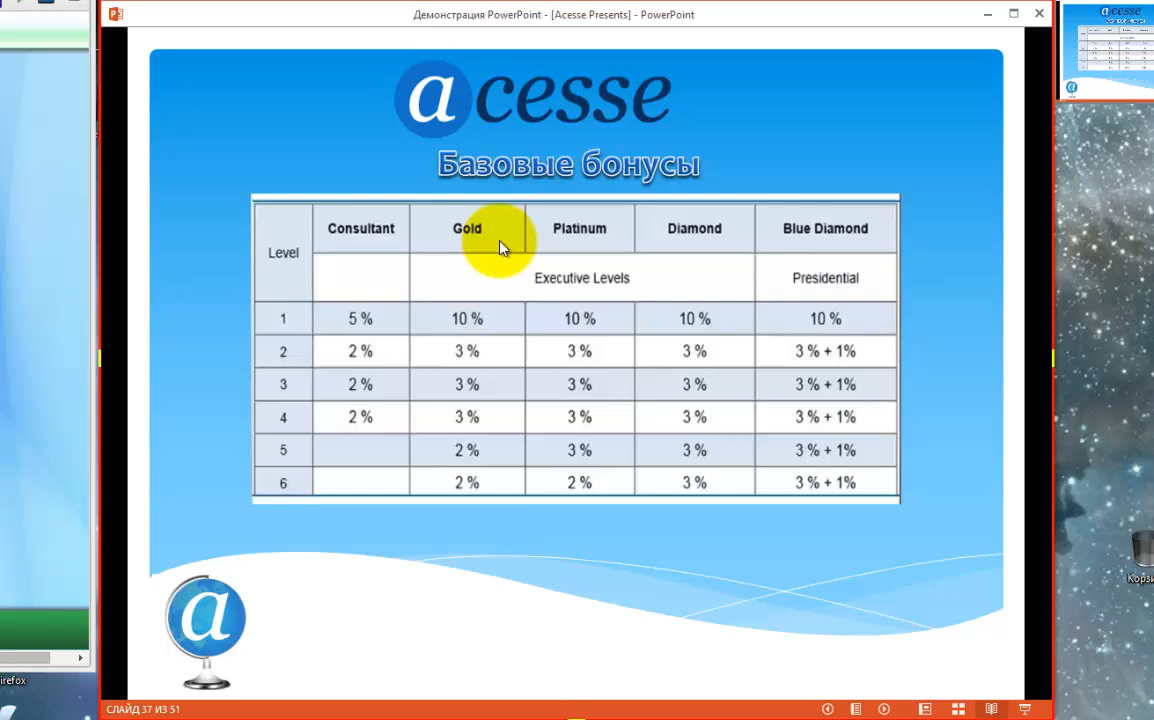 Демонстрация PowerPoint - [Acesse Presents] - PowerPoint
acesse
Базовые бонусы
Level Consultant Gold Platinum Diamond Blue Diamond
Executive Levels Presidential
1 5 % 10 % 10 % 10 % 10 %
2 2 % 3 % 3 % 3 % 3 % + 1%
3 2 % 3 % 3 % 3 % 3 % + 1%
4 2 % 3 % 3 % 3 % 3 % + 1%
5 2 % 3 % 3 % 3 % + 1%
6 2 % 2 % 3 % 3 % + 1%
a
СЛАЙД 37 ИЗ 51